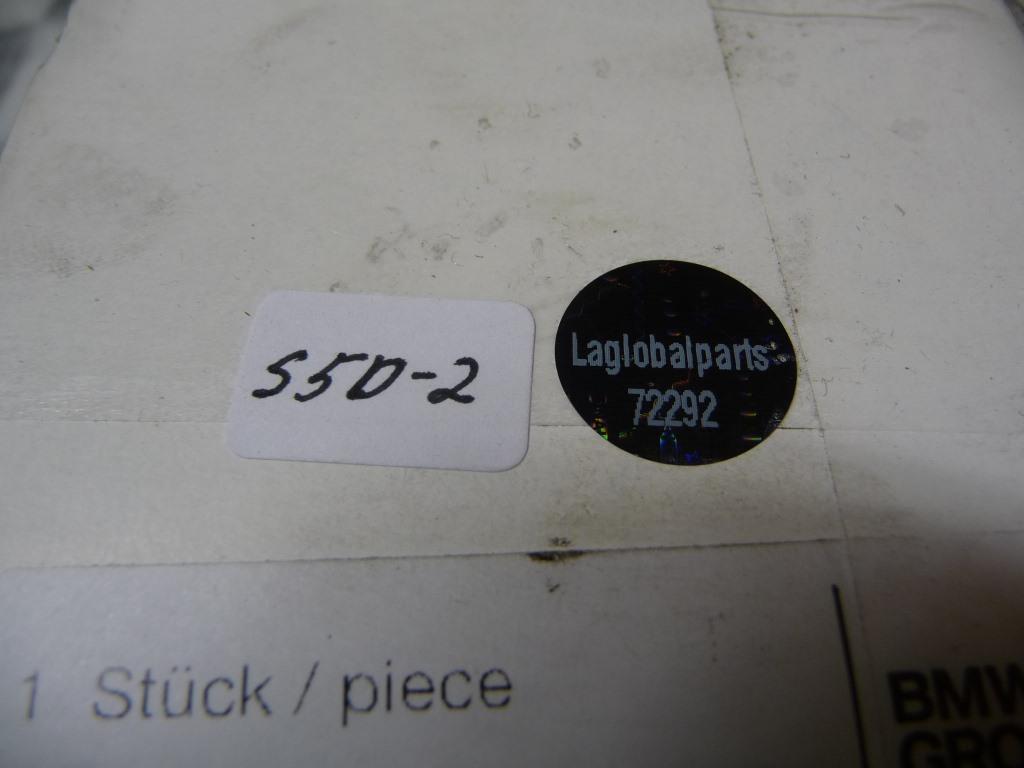 S5D-2
Laglobalparts
72292
1 Stück / piece
BMW